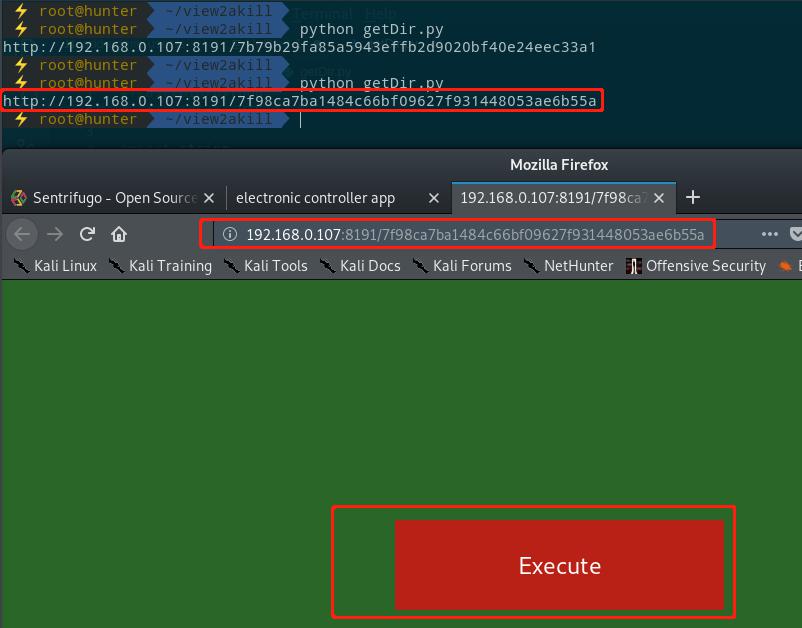 root@hunter ~/view2akill
root@hunter ~/view2akill python getDir.py
http://192.168.0.107:8191/7b79b29fa85a5943effb2d9020bf40e24eec33a1
root@hunter ~/view2akill
root@hunter ~/view2akill python getDir.py
http://192.168.0.107:8191/7f98ca7ba1484c66bf09627f931448053ae6b55a
root@hunter ~/view2akill
Terminal Help
Mozilla Firefox
Sentrifugo - Open Source
electronic controller app
192.168.0.107:8191/7f98ca7
192.168.0.107:8191/7f98ca7ba1484c66bf09627f931448053ae6b55a
Kali Linux Kali Training Kali Tools Kali Docs Kali Forums NetHunter Offensive Security
Execute